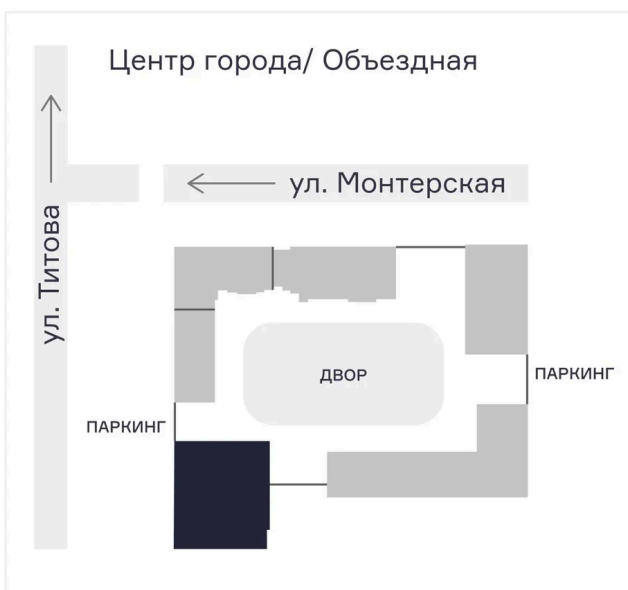 Центр города/ Объездная
ул. Монтерская
ул. Титова
ДВОР
ПАРКИНГ
ПАРКИНГ